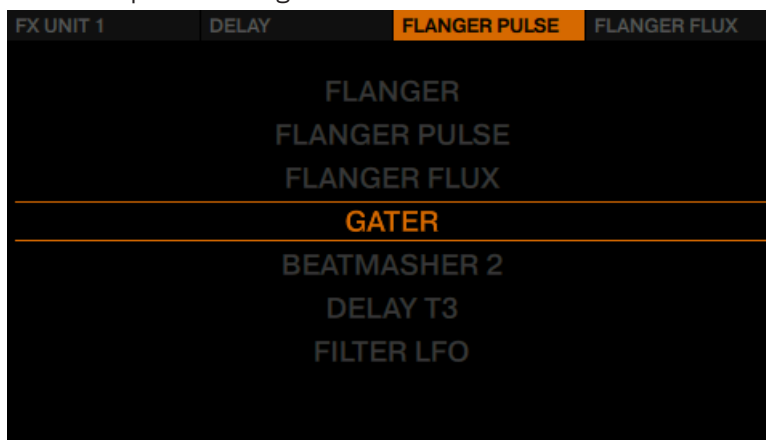 FX UNIT 1 DELAY FLANGER PULSE FLANGER FLUX
FLANGER
FLANGER PULSE
FLANGER FLUX
GATER
BEATMASHER 2
DELAY T3
FILTER LFO